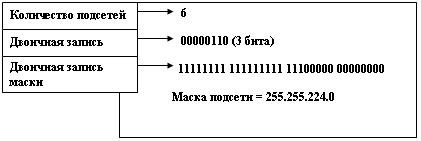 Количество подсетей
6
Двоичная запись
00000110 (3 бита)
Двоичная запись
маски
11111111 111111111 11100000 00000000
Маска подсети = 255.255.224.0